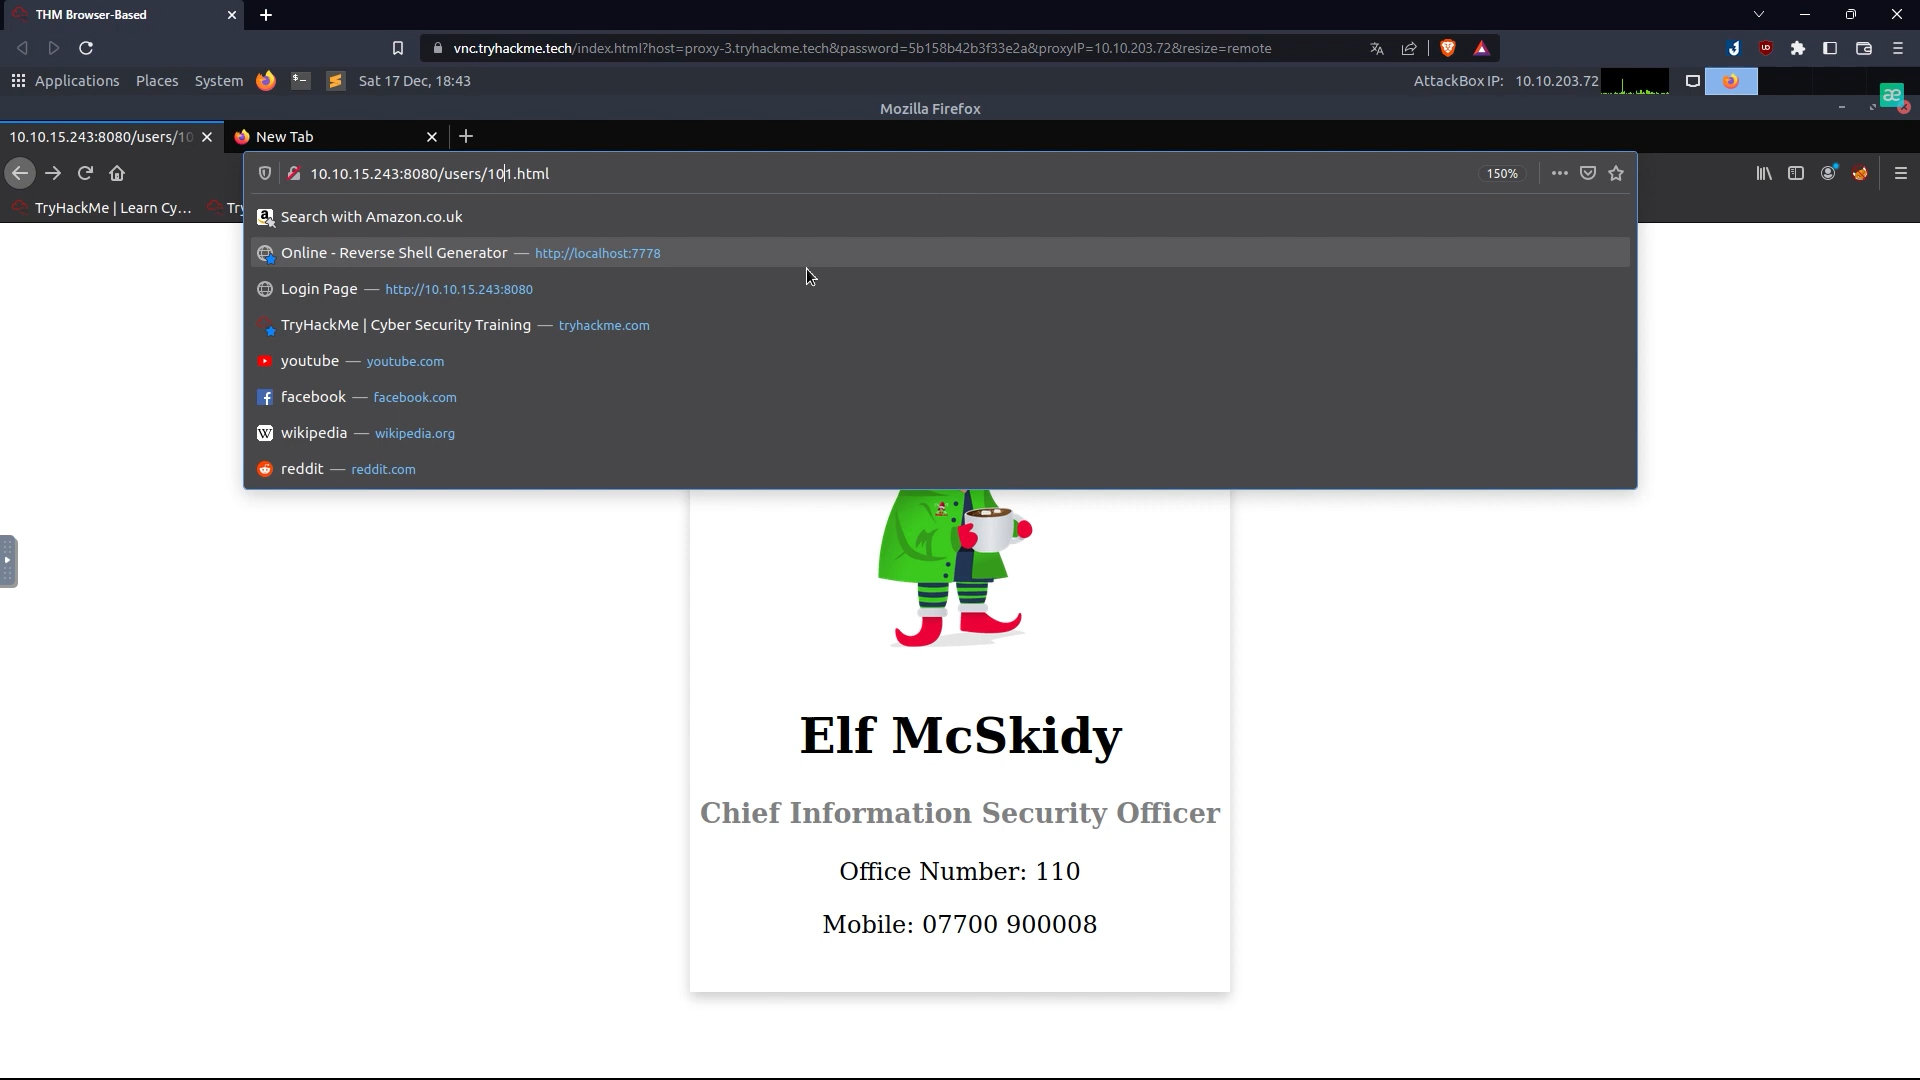 THM Browser-Based
vnc.tryhackme.tech/index.html?host=proxy-3.tryhackme.tech&password=5b158b42b3f33e2a&proxyIP=10.10.203.72&resize=remote
Applications Places System Sat 17 Dec, 18:43 AttackBox IP: 10.10.203.72
Mozilla Firefox
10.10.15.243:8080/users/10 New Tab
10.10.15.243:8080/users/101.html 150%
TryHackMe | Learn Cy... Try
Search with Amazon.co.uk
Online - Reverse Shell Generator — http://localhost:7778
Login Page — http://10.10.15.243:8080
TryHackMe | Cyber Security Training — tryhackme.com
youtube — youtube.com
facebook — facebook.com
wikipedia — wikipedia.org
reddit — reddit.com
Elf McSkidy
Chief Information Security Officer
Office Number: 110
Mobile: 07700 900008